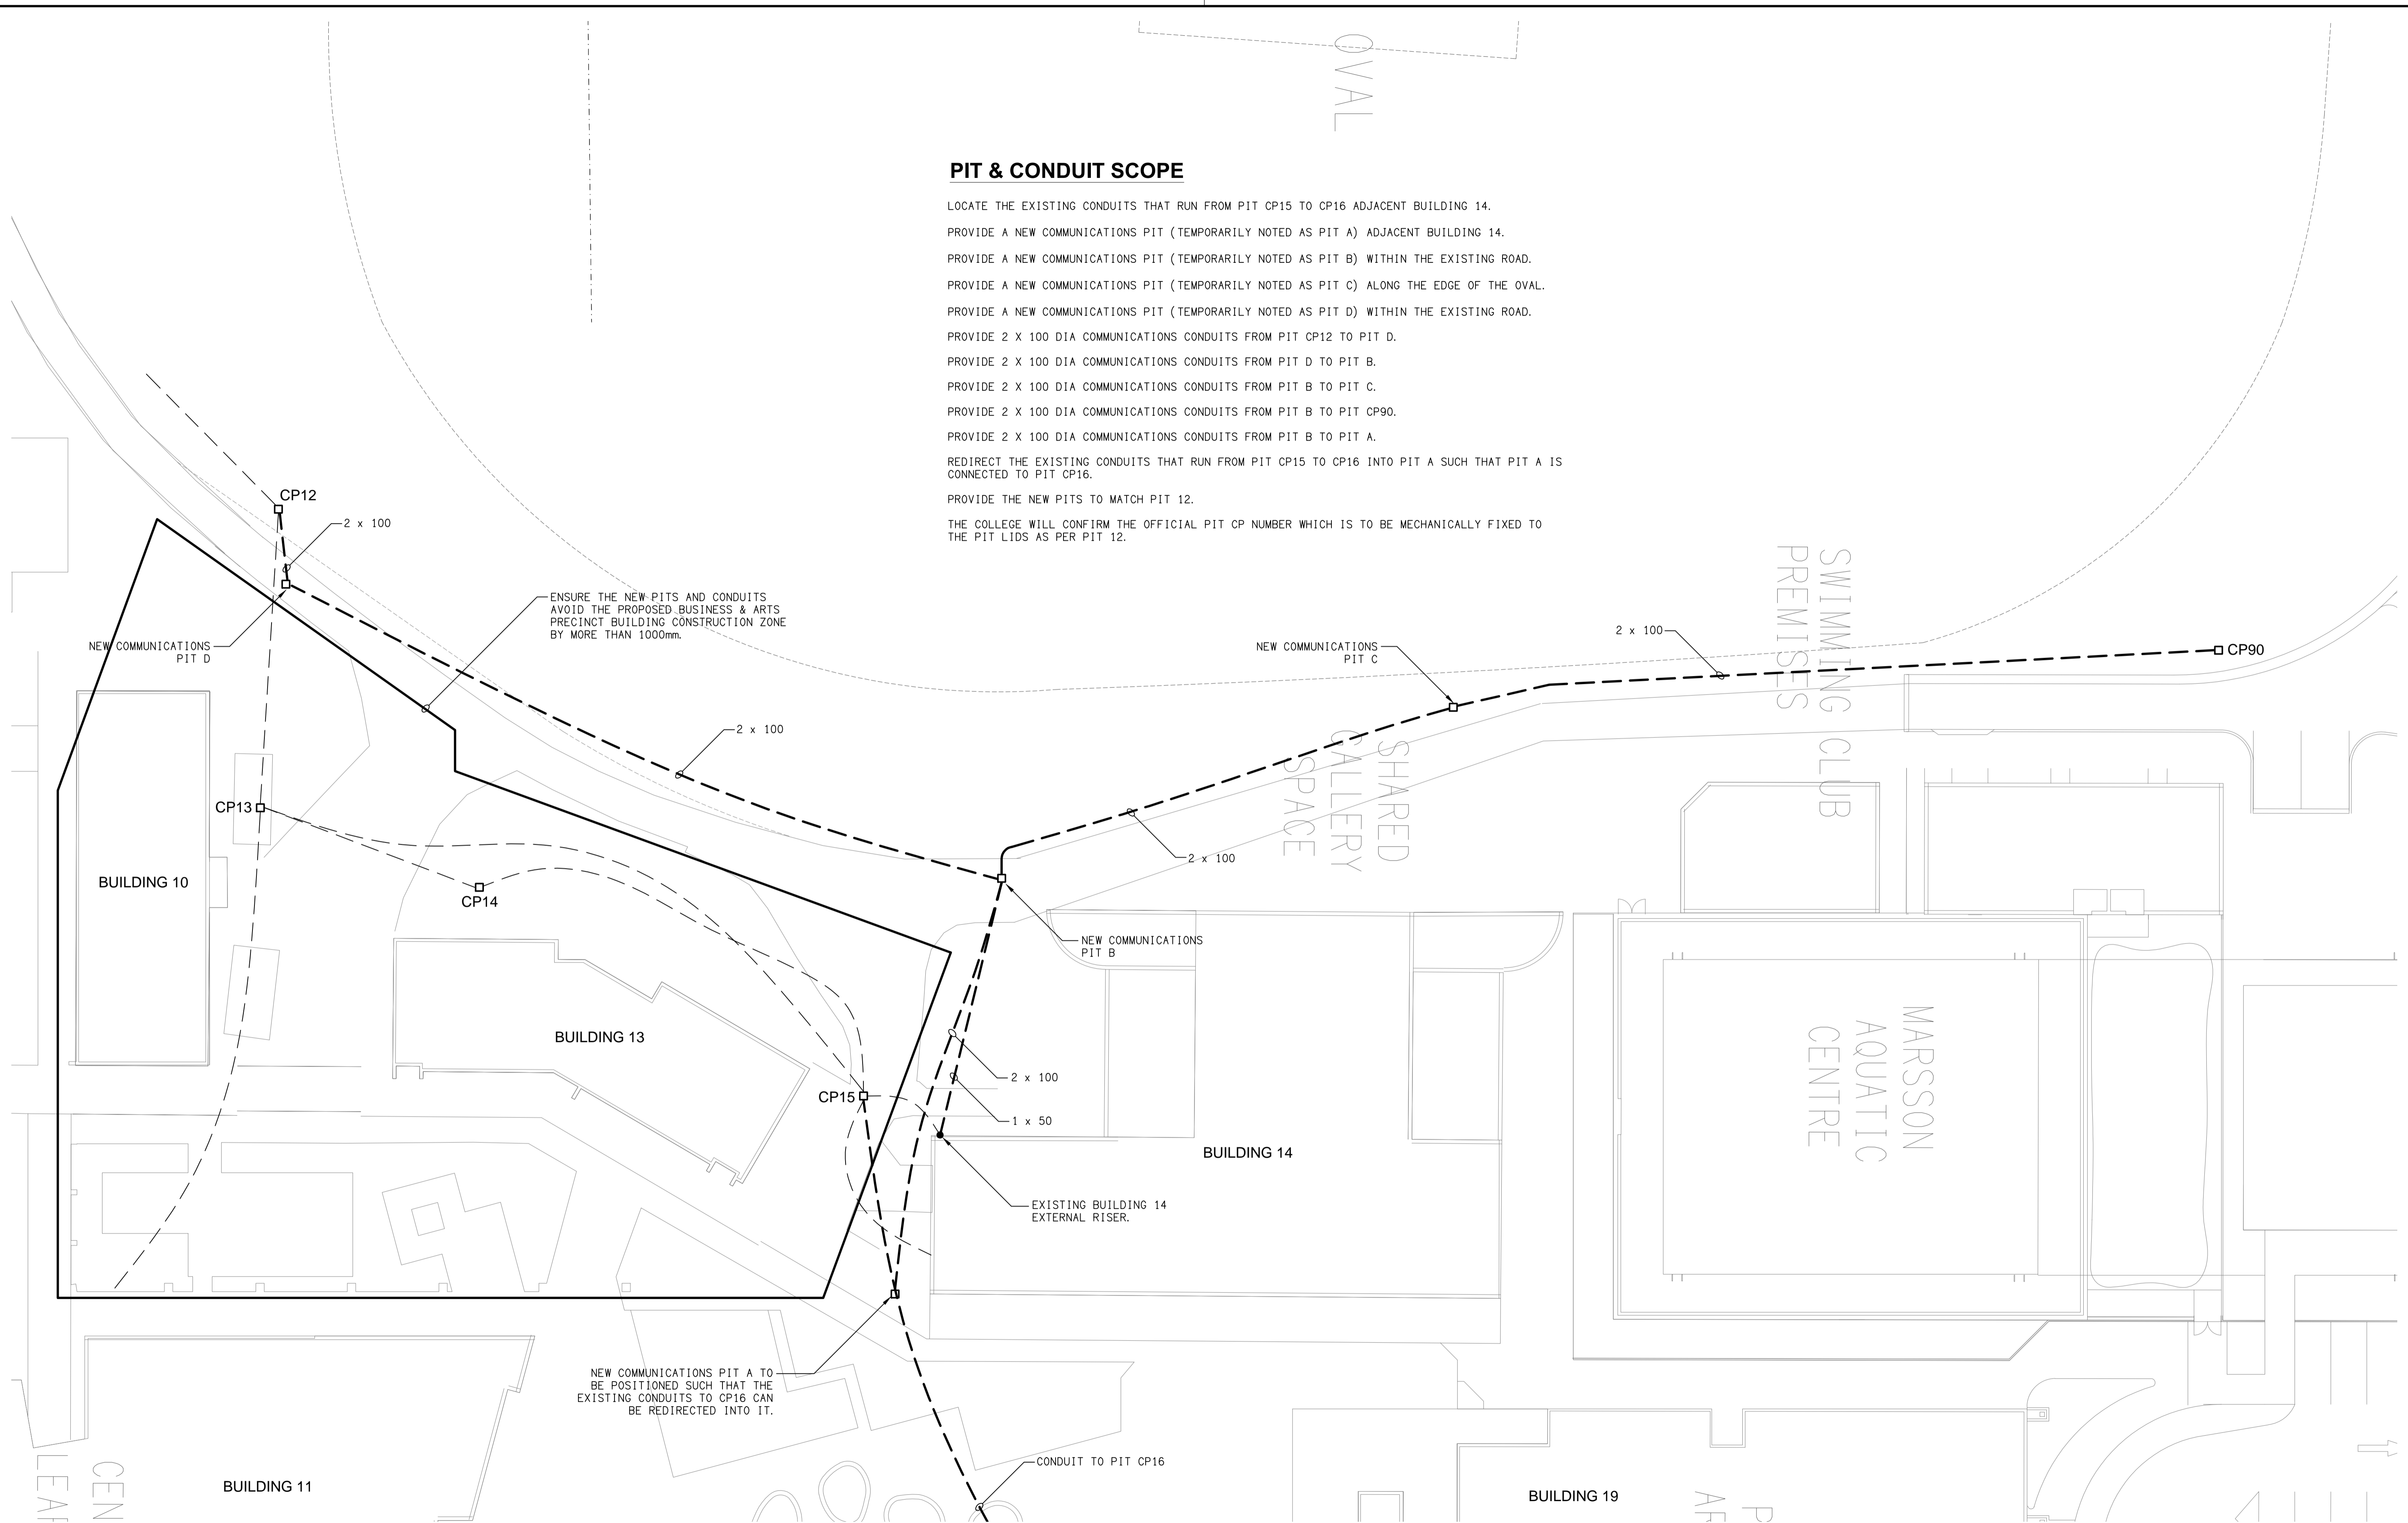 OVAL
PIT & CONDUIT SCOPE
LOCATE THE EXISTING CONDUITS THAT RUN FROM PIT CP15 TO CP16 ADJACENT BUILDING 14.
PROVIDE A NEW COMMUNICATIONS PIT (TEMPORARILY NOTED AS PIT A) ADJACENT BUILDING 14.
PROVIDE A NEW COMMUNICATIONS PIT (TEMPORARILY NOTED AS PIT B) WITHIN THE EXISTING ROAD.
PROVIDE A NEW COMMUNICATIONS PIT (TEMPORARILY NOTED AS PIT C) ALONG THE EDGE OF THE OVAL.
PROVIDE A NEW COMMUNICATIONS PIT (TEMPORARILY NOTED AS PIT D) WITHIN THE EXISTING ROAD.
PROVIDE 2 X 100 DIA COMMUNICATIONS CONDUITS FROM PIT CP12 TO PIT D.
PROVIDE 2 X 100 DIA COMMUNICATIONS CONDUITS FROM PIT D TO PIT B.
PROVIDE 2 X 100 DIA COMMUNICATIONS CONDUITS FROM PIT B TO PIT C.
PROVIDE 2 X 100 DIA COMMUNICATIONS CONDUITS FROM PIT B TO PIT CP90.
PROVIDE 2 X 100 DIA COMMUNICATIONS CONDUITS FROM PIT B TO PIT A.
REDIRECT THE EXISTING CONDUITS THAT RUN FROM PIT CP15 TO CP16 INTO PIT A SUCH THAT PIT A IS
CONNECTED TO PIT CP16.
PROVIDE THE NEW PITS TO MATCH PIT 12.
THE COLLEGE WILL CONFIRM THE OFFICIAL PIT CP NUMBER WHICH IS TO BE MECHANICALLY FIXED TO
THE PIT LIDS AS PER PIT 12.
CP12
2 x 100
ENSURE THE NEW PITS AND CONDUITS
AVOID THE PROPOSED BUSINESS & ARTS
PRECINCT BUILDING CONSTRUCTION ZONE
BY MORE THAN 1000mm.
NEW COMMUNICATIONS
PIT D
NEW COMMUNICATIONS
PIT C
2 x 100
SWIMMING CLUB
PREMISES
CP90
2 x 100
SHARED
GALLERY
SPACE
CP13
2 x 100
BUILDING 10
CP14
NEW COMMUNICATIONS
PIT B
BUILDING 13
2 x 100
CP15
1 x 50
MARSSON
AQUATIC
CENTRE
BUILDING 14
EXISTING BUILDING 14
EXTERNAL RISER.
NEW COMMUNICATIONS PIT A TO
BE POSITIONED SUCH THAT THE
EXISTING CONDUITS TO CP16 CAN
BE REDIRECTED INTO IT.
CONDUIT TO PIT CP16
CEN
LEAR
BUILDING 11
BUILDING 19
P
AR